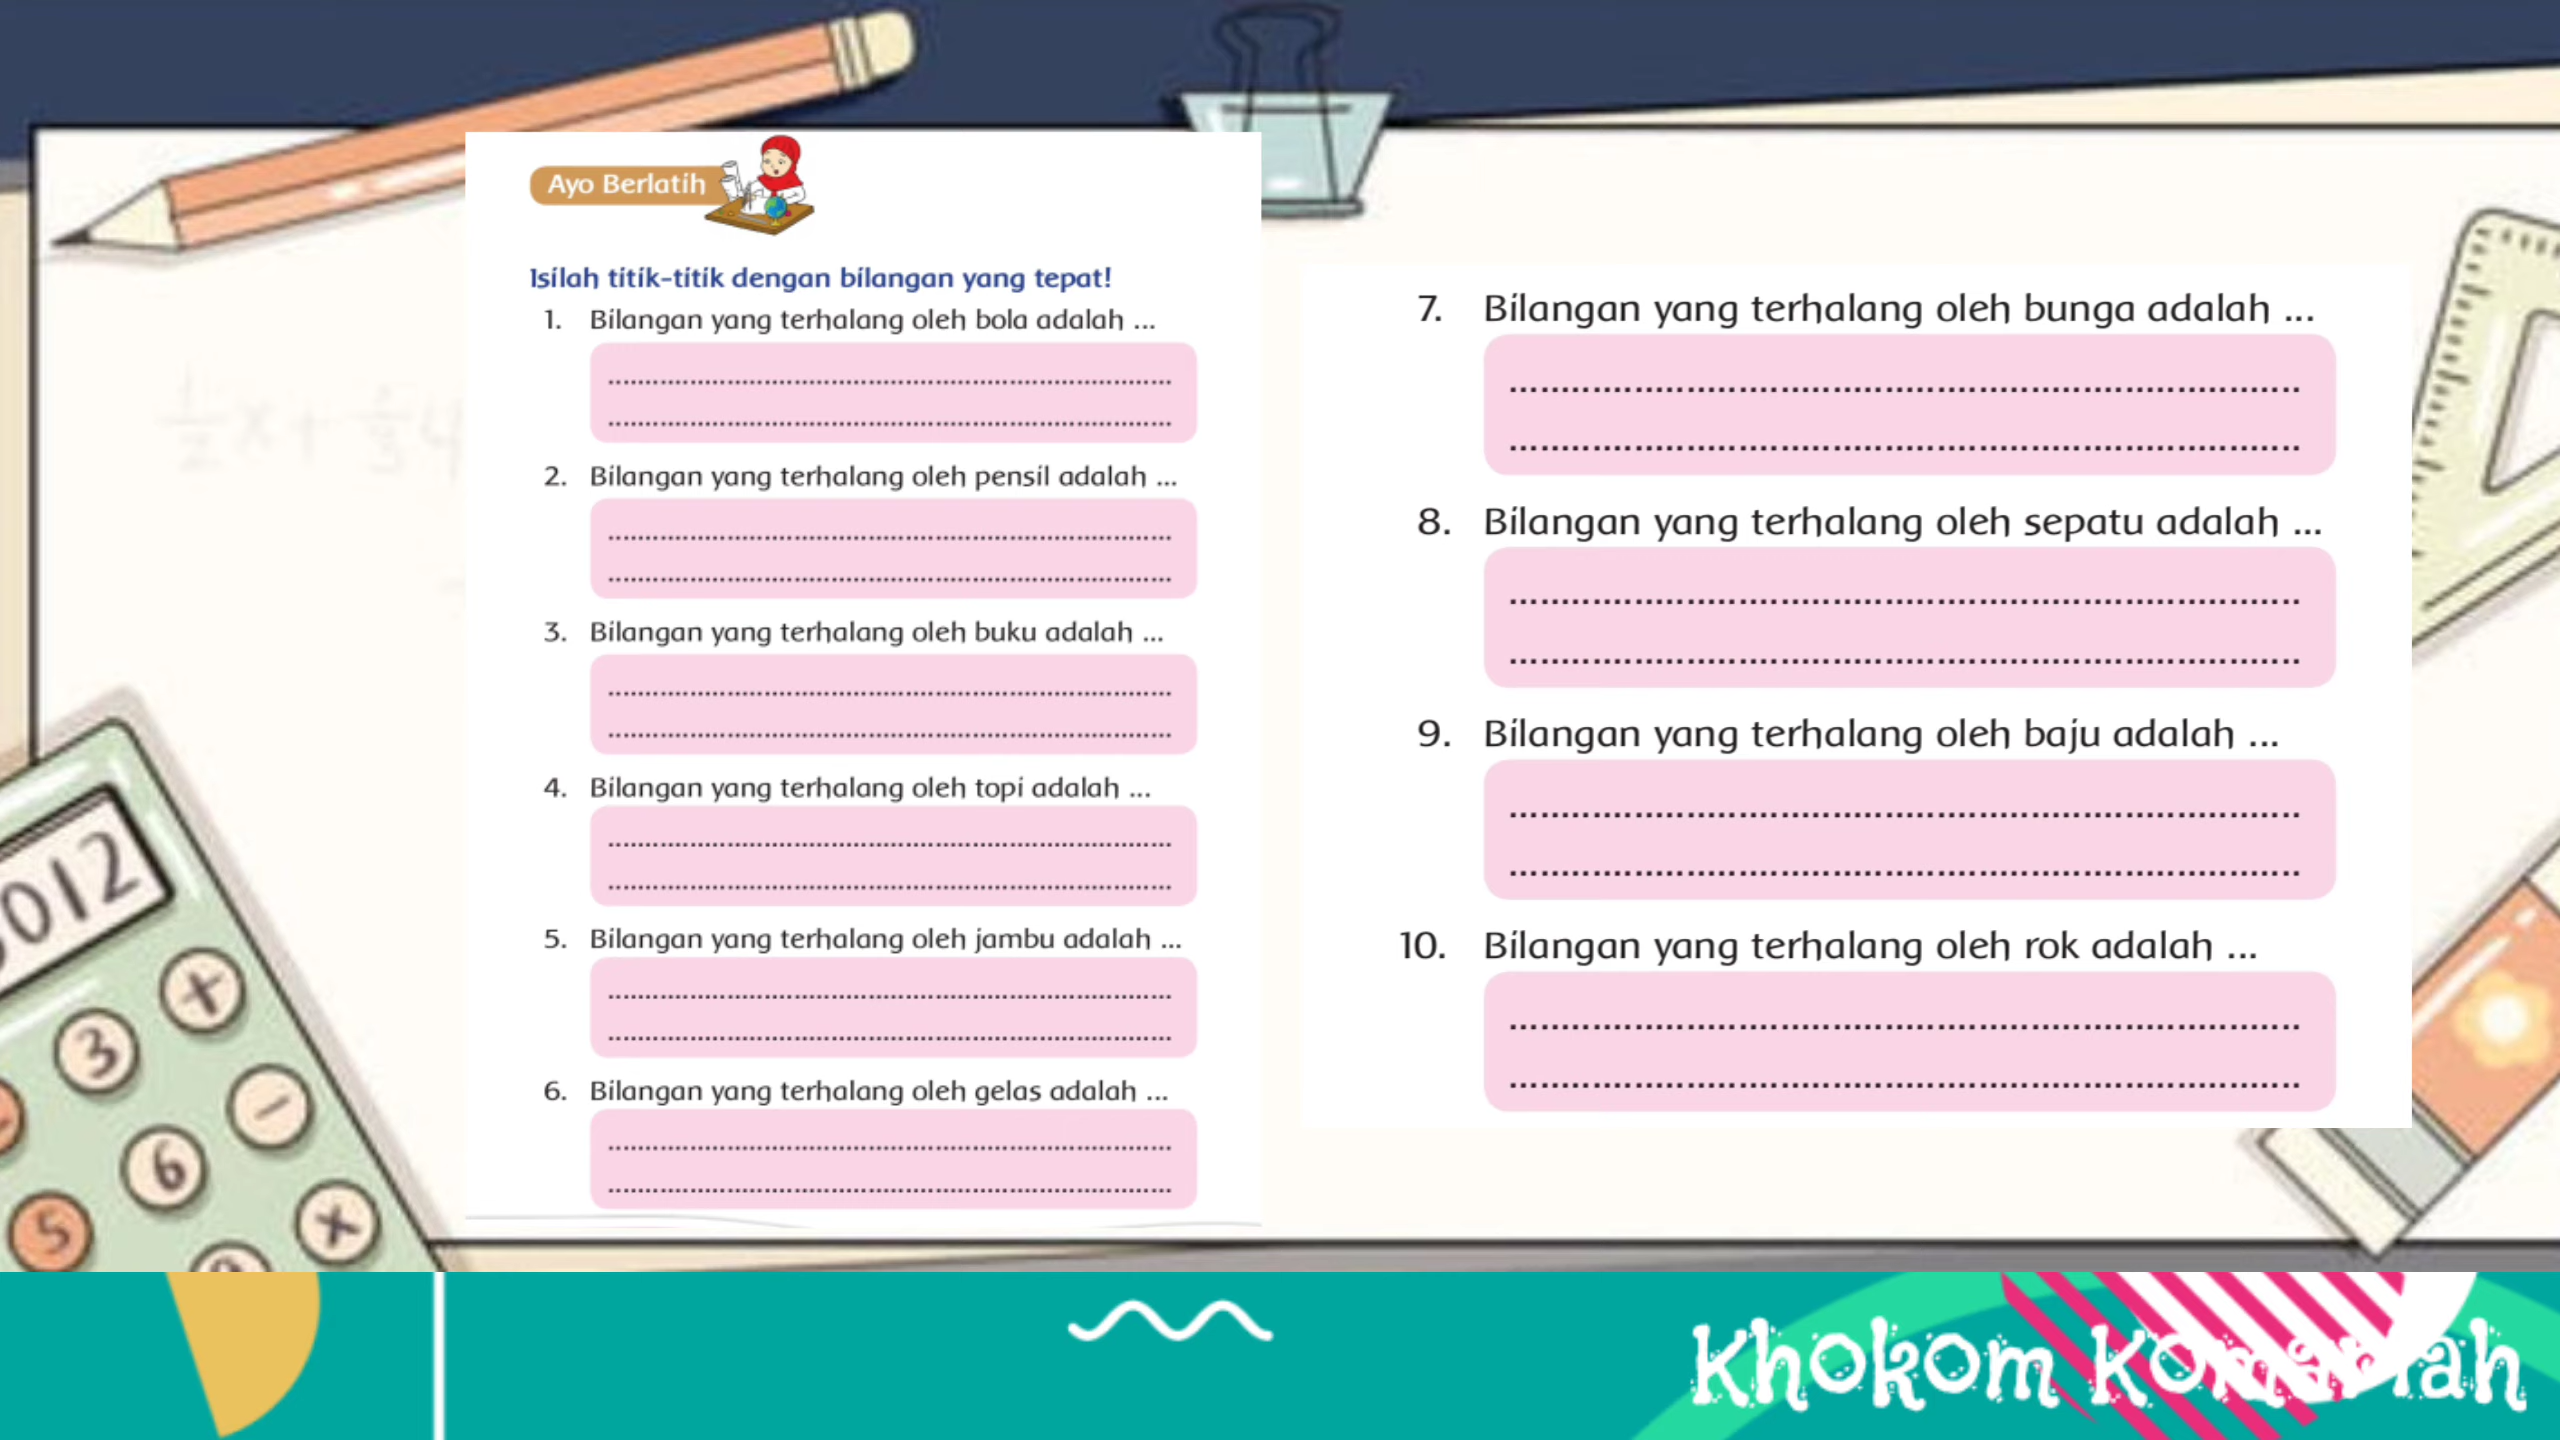 Ayo Berlatih
Isilah titik-titik dengan bilangan yang tepat!
1. Bilangan yang terhalang oleh bola adalah ...
....................................................................................
....................................................................................
2. Bilangan yang terhalang oleh pensil adalah ...
....................................................................................
....................................................................................
3. Bilangan yang terhalang oleh buku adalah ...
....................................................................................
....................................................................................
4. Bilangan yang terhalang oleh topi adalah ...
....................................................................................
....................................................................................
5. Bilangan yang terhalang oleh jambu adalah ...
....................................................................................
....................................................................................
6. Bilangan yang terhalang oleh gelas adalah ...
....................................................................................
....................................................................................
7. Bilangan yang terhalang oleh bunga adalah ...
....................................................................................
....................................................................................
8. Bilangan yang terhalang oleh sepatu adalah ...
....................................................................................
....................................................................................
9. Bilangan yang terhalang oleh baju adalah ...
....................................................................................
....................................................................................
10. Bilangan yang terhalang oleh rok adalah ...
....................................................................................
....................................................................................
012
+
3
-
6
5
x
Khokom